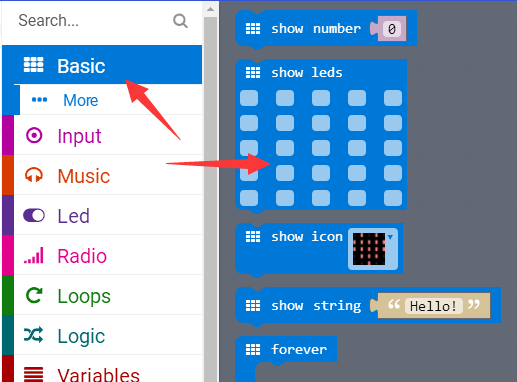 Search...
Basic
More
Input
Music
Led
Radio
Loops
Logic
Variables
show number 0
show leds
show icon
show string “ Hello! ”
forever